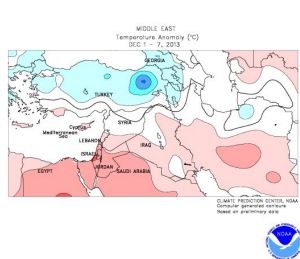 MIDDLE EAST
Temperature Anomaly (°C)
DEC 1 - 7, 2013
GEORGIA
TURKEY
SYRIA
Cyprus
Mediterranean
Sea
LEBANON
IRAQ
ISRAEL
JORDAN
EGYPT
SAUDI ARABIA
CLIMATE PREDICTION CENTER, NOAA
Computer generated contours
Based on preliminary data
NOAA